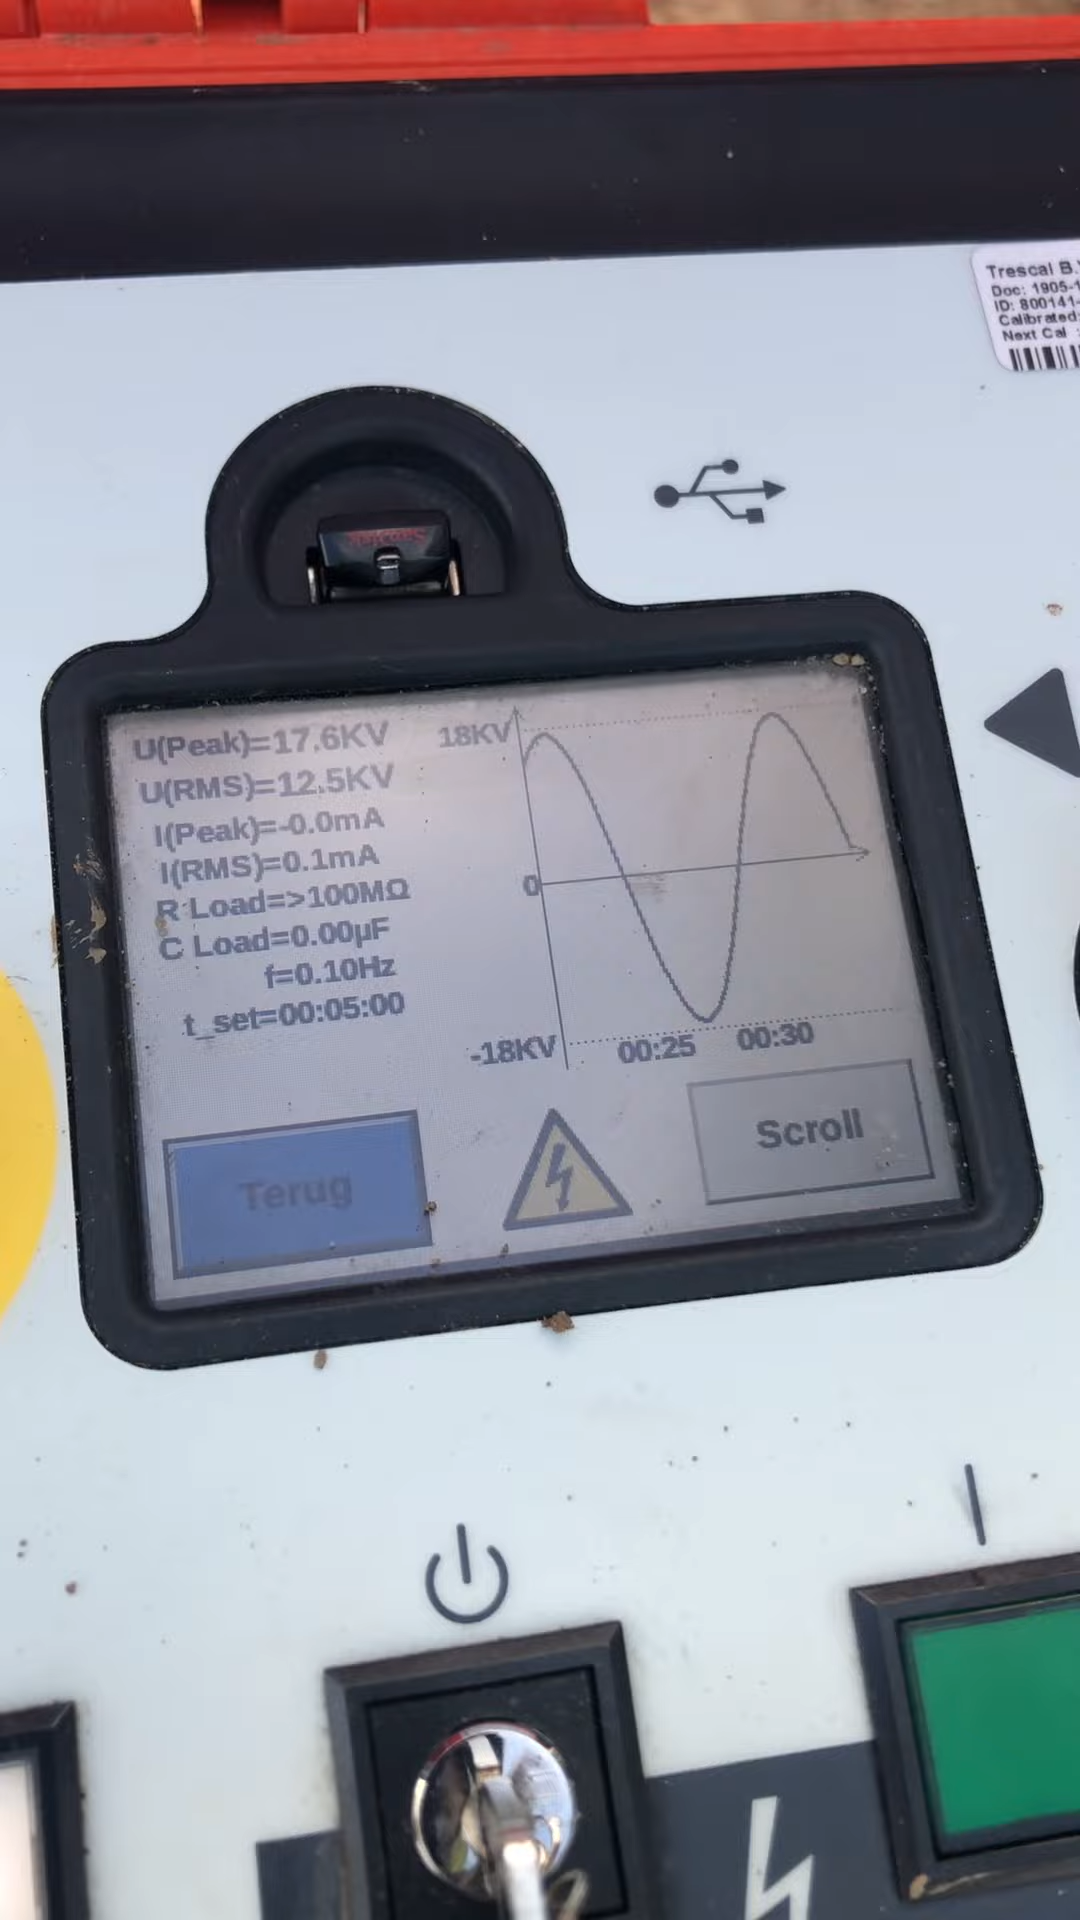 Trescal B.
Doc: 1905-1
ID: 800141-
Calibrated:
Next Cal :
SanDisk
U(Peak)=17.6KV
U(RMS)=12.5KV
I(Peak)=-0.0mA
I(RMS)=0.1mA
R Load=>100MΩ
C Load=0.00µF
f=0.10Hz
t_set=00:05:00
18KV
0
-18KV
00:25 00:30
Terug
Scroll